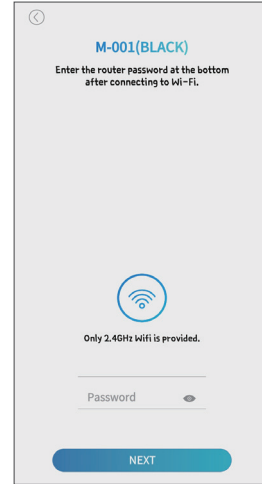 M-001(BLACK)
Enter the router password at the bottom
after connecting to Wi-Fi.
Only 2.4GHz Wifi is provided.
Password
NEXT